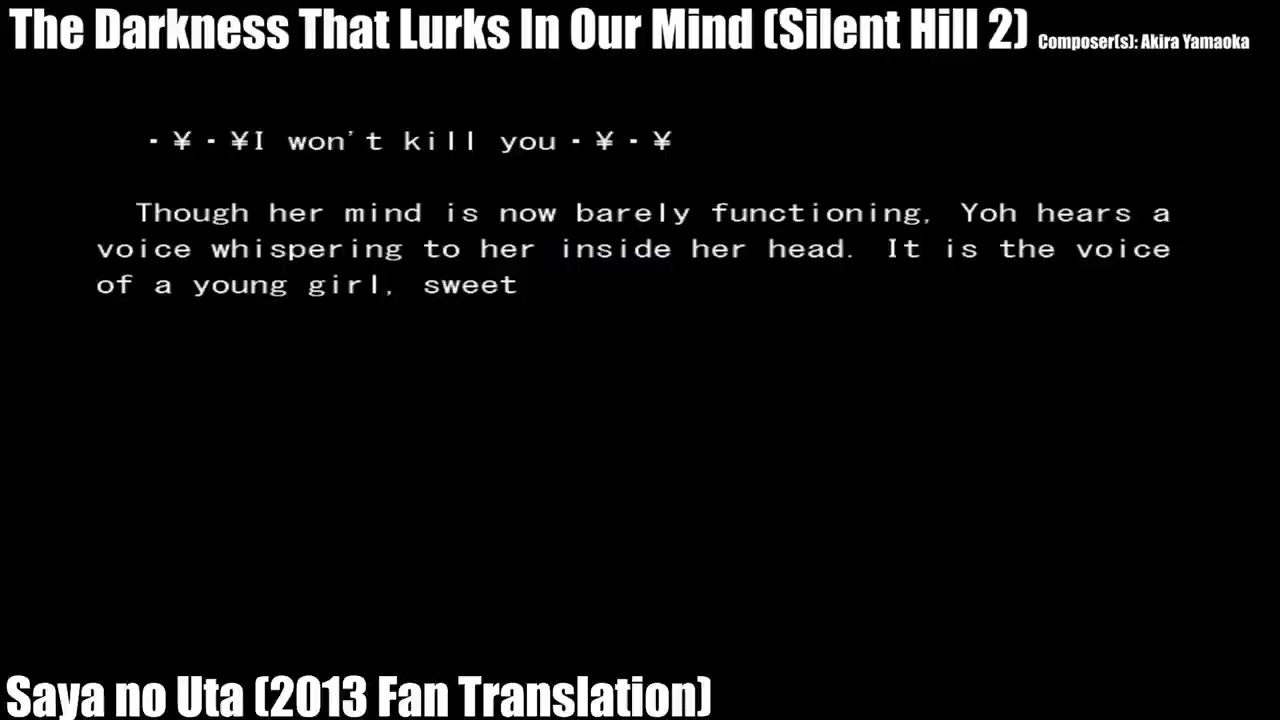 The Darkness That Lurks In Our Mind (Silent Hill 2) Composer(s): Akira Yamaoka
･¥･¥I won't kill you･¥･¥
Though her mind is now barely functioning, Yoh hears a
voice whispering to her inside her head. It is the voice
of a young girl, sweet
Saya no Uta (2013 Fan Translation)